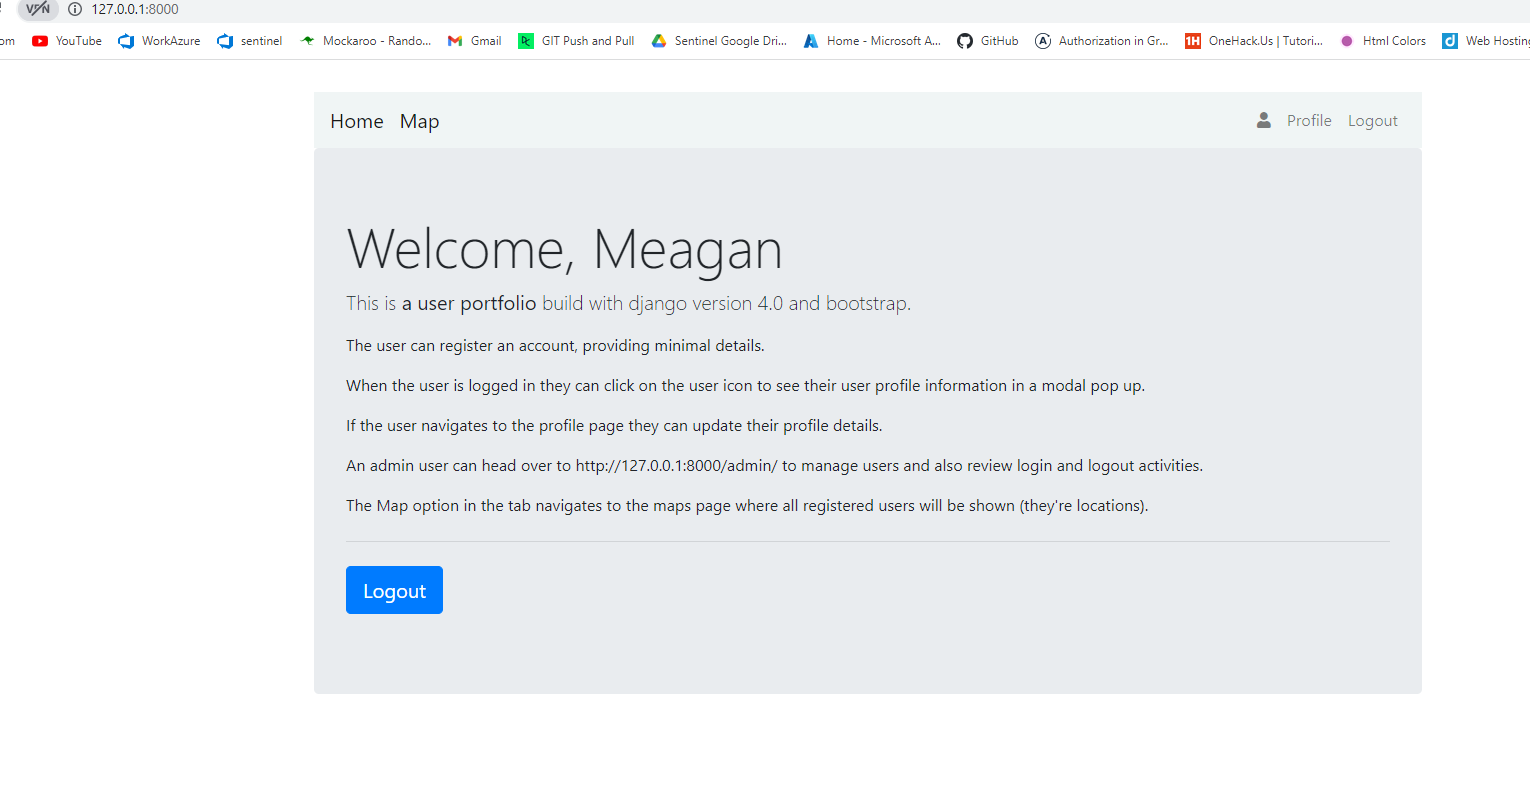 VPN 127.0.0.1:8000
om YouTube WorkAzure sentinel Mockaroo - Rando... Gmail DC GIT Push and Pull Sentinel Google Dri... Home - Microsoft A... GitHub A Authorization in Gr... 1H OneHack.Us | Tutori... Html Colors d Web Hosting
Home Map Profile Logout
Welcome, Meagan
This is a user portfolio build with django version 4.0 and bootstrap.
The user can register an account, providing minimal details.
When the user is logged in they can click on the user icon to see their user profile information in a modal pop up.
If the user navigates to the profile page they can update their profile details.
An admin user can head over to http://127.0.0.1:8000/admin/ to manage users and also review login and logout activities.
The Map option in the tab navigates to the maps page where all registered users will be shown (they're locations).
Logout